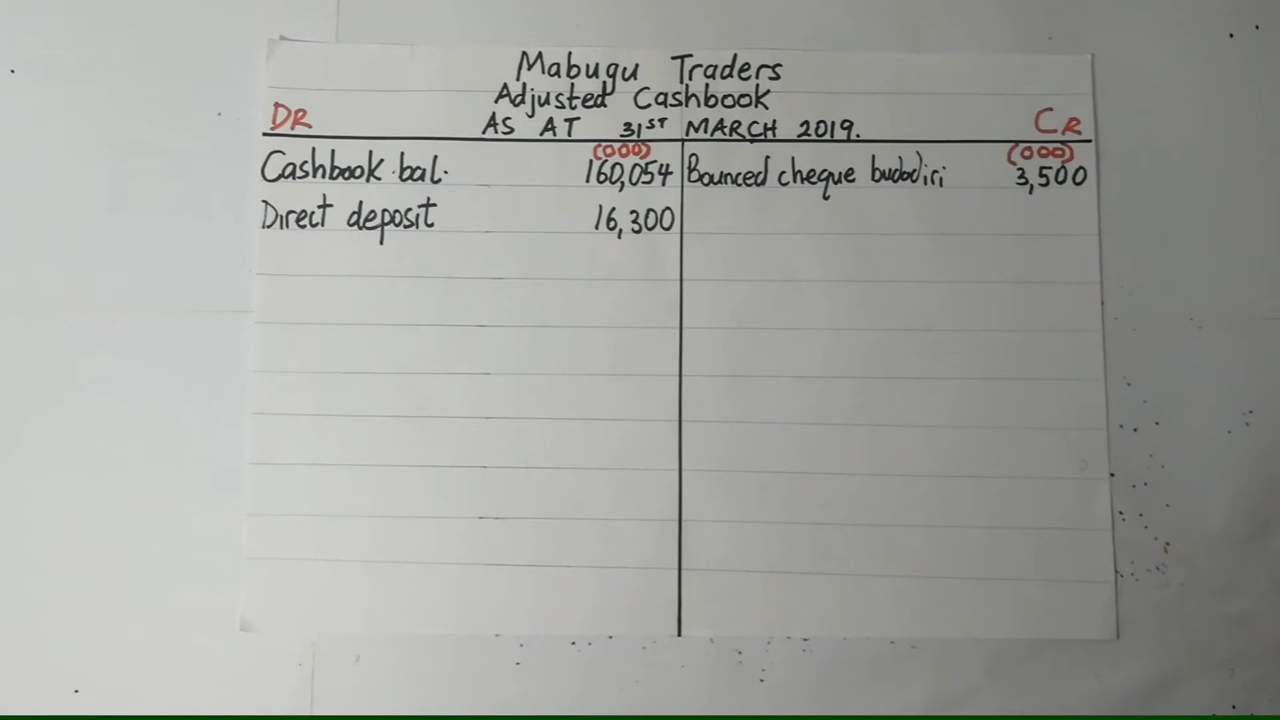 Mabugu Traders
Adjusted Cashbook
DR AS AT 31ST MARCH 2019. CR
(000) (000)
Cashbook bal. 160,054 Bounced cheque budadiri 3,500
Direct deposit 16,300